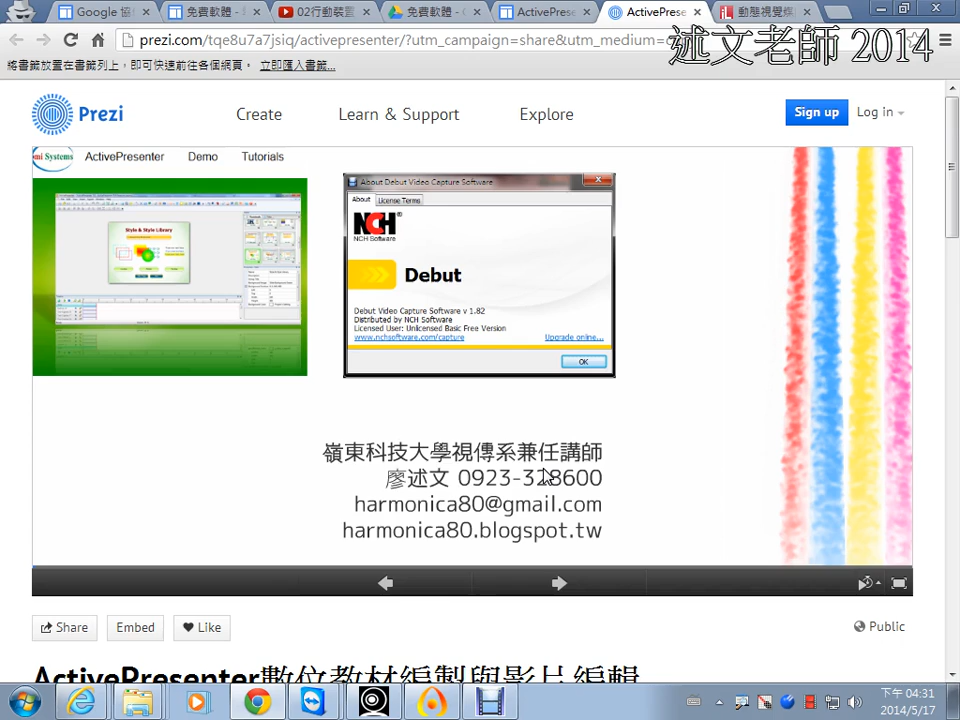 Google 協
免費軟體 -
02行動裝置
免費軟體 - G
ActivePrese
ActivePrese
動態視覺模
prezi.com/tqe8u7a7jsiq/activepresenter/?utm_campaign=share&utm_medium=
述文老師 2014
將書籤放置在書籤列上，即可快速前往各個網頁。 立即匯入書籤...
Prezi
Create
Learn & Support
Explore
Sign up
Log in
mi Systems
ActivePresenter
Demo
Tutorials
Style & Style Library
About Debut Video Capture Software
About
License Terms
NCH
NCH Software
Debut
Debut Video Capture Software v 1.82
Distributed by NCH Software
Licensed User: Unlicensed Basic Free Version
www.nchsoftware.com/capture
Upgrade online...
OK
嶺東科技大學視傳系兼任講師
廖述文
harmonica80@gmail.com
harmonica80.blogspot.tw
Share
Embed
Like
Public
ActivePresenter數位教材編製與影片編輯
下午 04:31
2014/5/17